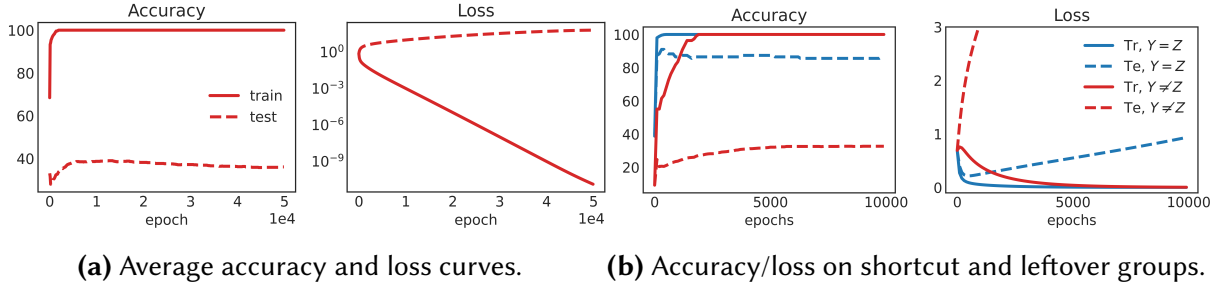 Accuracy
100
80
60
40
train
test
0 1 2 3 4 5
1e4
epoch
Loss
10⁰
10⁻³
10⁻⁶
10⁻⁹
0 1 2 3 4 5
1e4
epoch
(a) Average accuracy and loss curves.
Accuracy
100
80
60
40
20
0 5000 10000
epochs
Loss
3
2
1
0
Tr, Y = Z
Te, Y = Z
Tr, Y ≠ Z
Te, Y ≠ Z
0 5000 10000
epochs
(b) Accuracy/loss on shortcut and leftover groups.